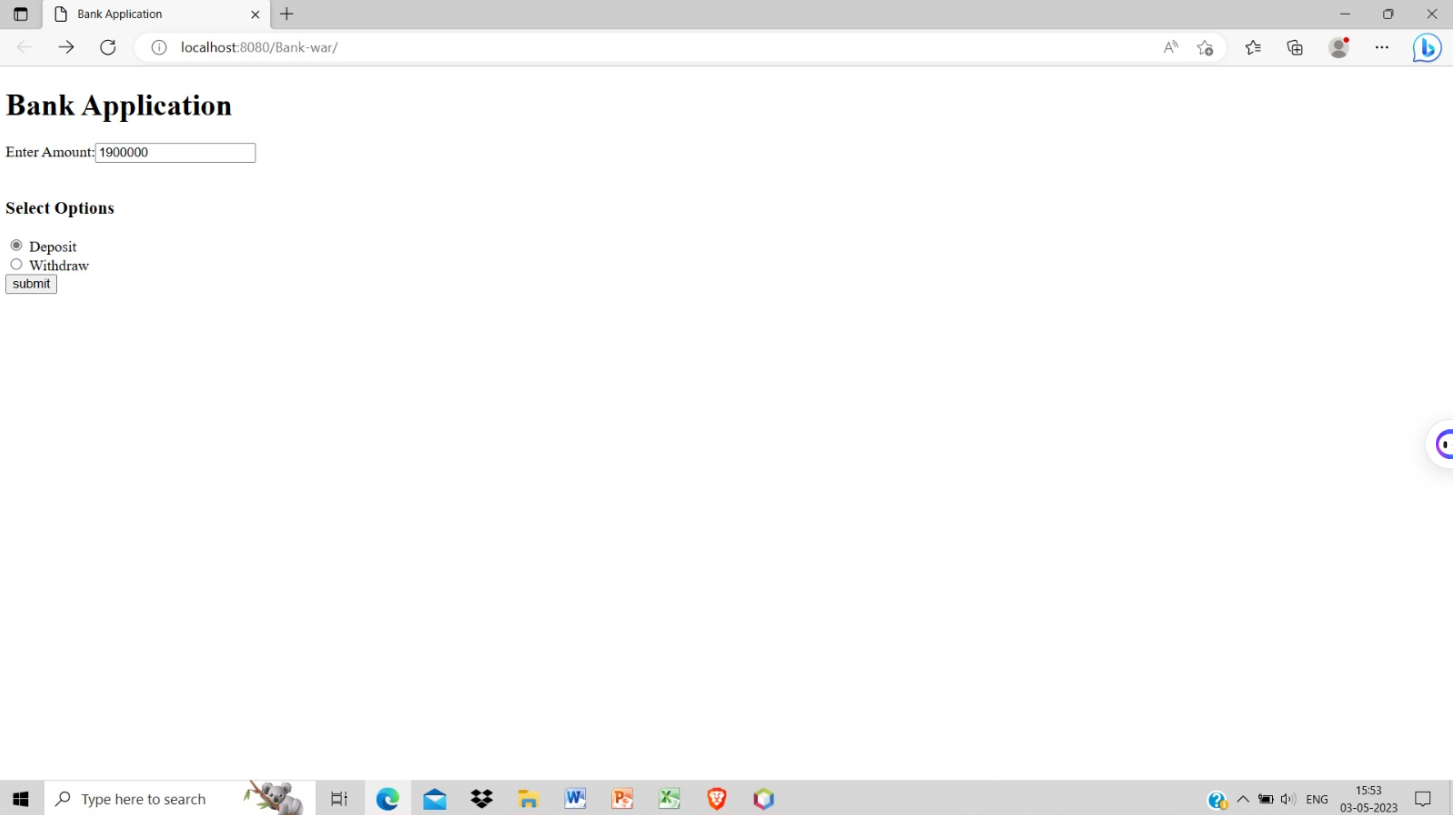 Bank Application
localhost:8080/Bank-war/
Bank Application
Enter Amount: 1900000
Select Options
Deposit
Withdraw
submit
Type here to search
ENG
15:53
03-05-2023